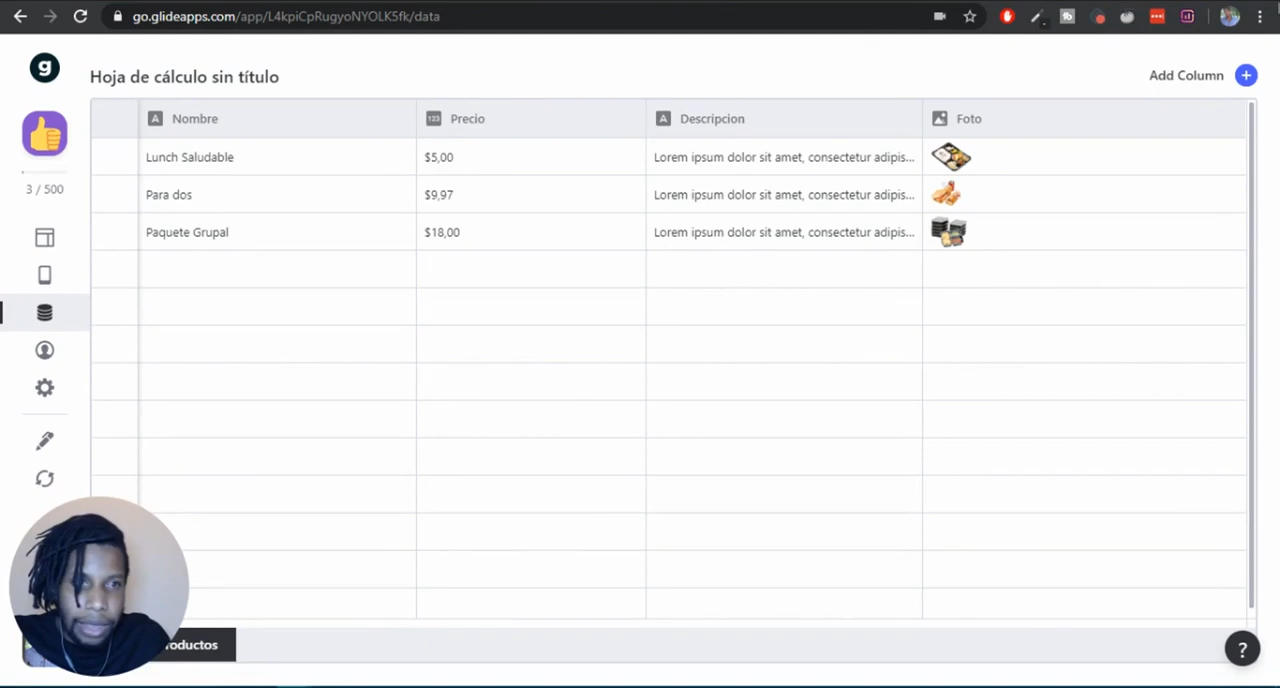 go.glideapps.com/app/L4kpiCpRugyoNYOLK5fk/data
g
Hoja de cálculo sin título
Add Column +
A Nombre 123 Precio A Descripcion Foto
Lunch Saludable $5,00 Lorem ipsum dolor sit amet, consectetur adipis...
3 / 500
Para dos $9,97 Lorem ipsum dolor sit amet, consectetur adipis...
Paquete Grupal $18,00 Lorem ipsum dolor sit amet, consectetur adipis...
oductos
?